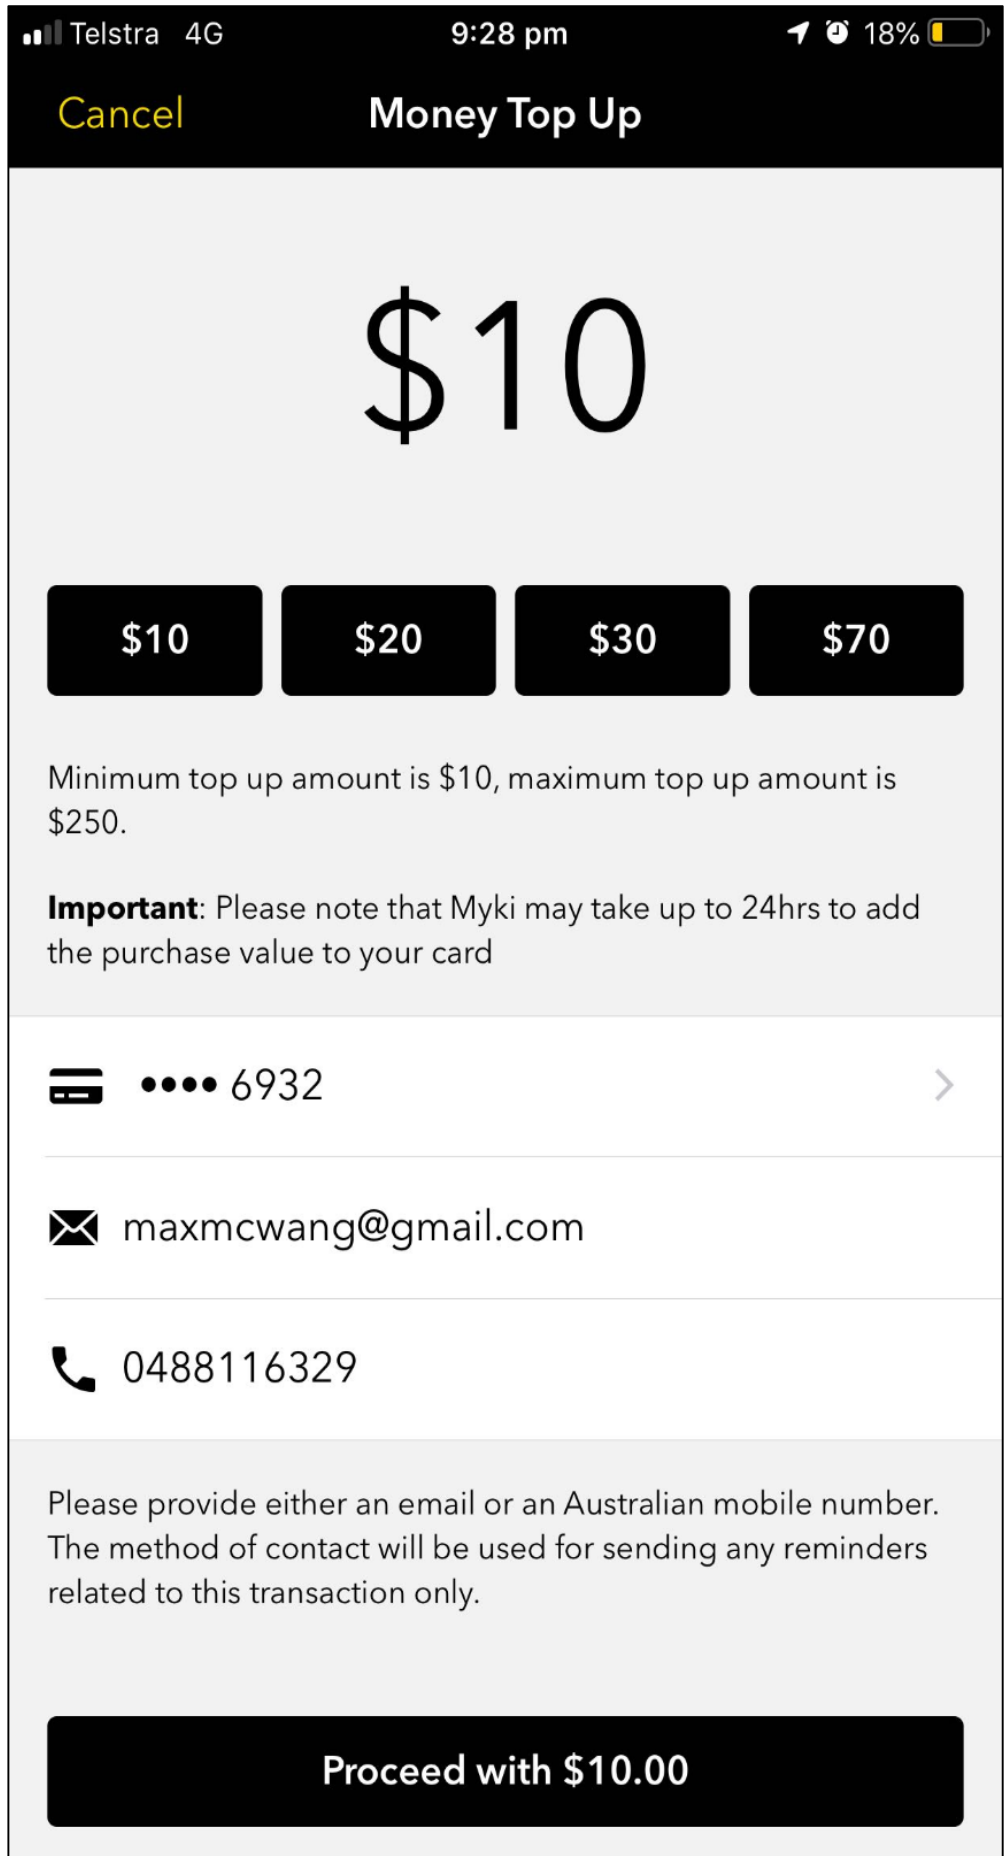 Telstra 4G 9:28 pm 18%
Cancel Money Top Up
$10
$10 $20 $30 $70
Minimum top up amount is $10, maximum top up amount is
$250.
Important: Please note that Myki may take up to 24hrs to add
the purchase value to your card
•••• 6932
maxmcwang@gmail.com
0488116329
Please provide either an email or an Australian mobile number.
The method of contact will be used for sending any reminders
related to this transaction only.
Proceed with $10.00